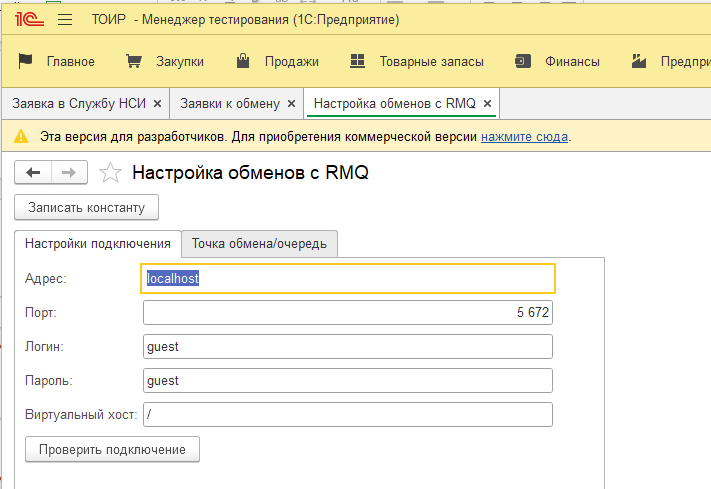 1С ТОИР - Менеджер тестирования (1С:Предприятие)
Главное Закупки Продажи Товарные запасы Финансы Предпри
Заявка в Службу НСИ × Заявки к обмену × Настройка обменов с RMQ ×
Эта версия для разработчиков. Для приобретения коммерческой версии нажмите сюда.
Настройка обменов с RMQ
Записать константу
Настройки подключения Точка обмена/очередь
Адрес: localhost
Порт: 5 672
Логин: guest
Пароль: guest
Виртуальный хост: /
Проверить подключение